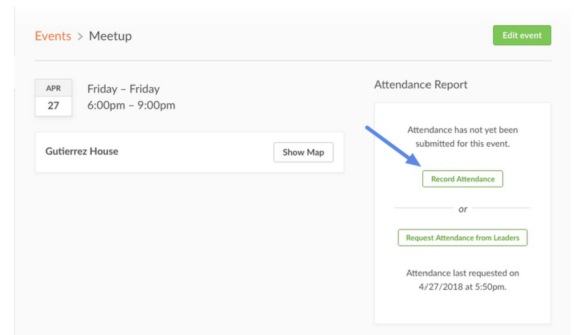 Events > Meetup
Edit event
APR
27
Friday – Friday
6:00pm – 9:00pm
Gutierrez House
Show Map
Attendance Report
Attendance has not yet been
submitted for this event.
Record Attendance
or
Request Attendance from Leaders
Attendance last requested on
4/27/2018 at 5:50pm.